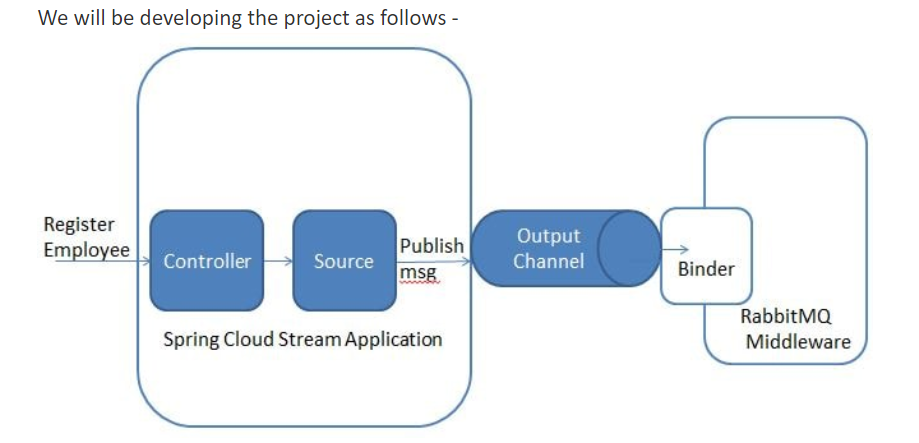 We will be developing the project as follows -
Register
Employee
Controller
Source
Publish
msg
Output
Channel
Binder
RabbitMQ
Middleware
Spring Cloud Stream Application